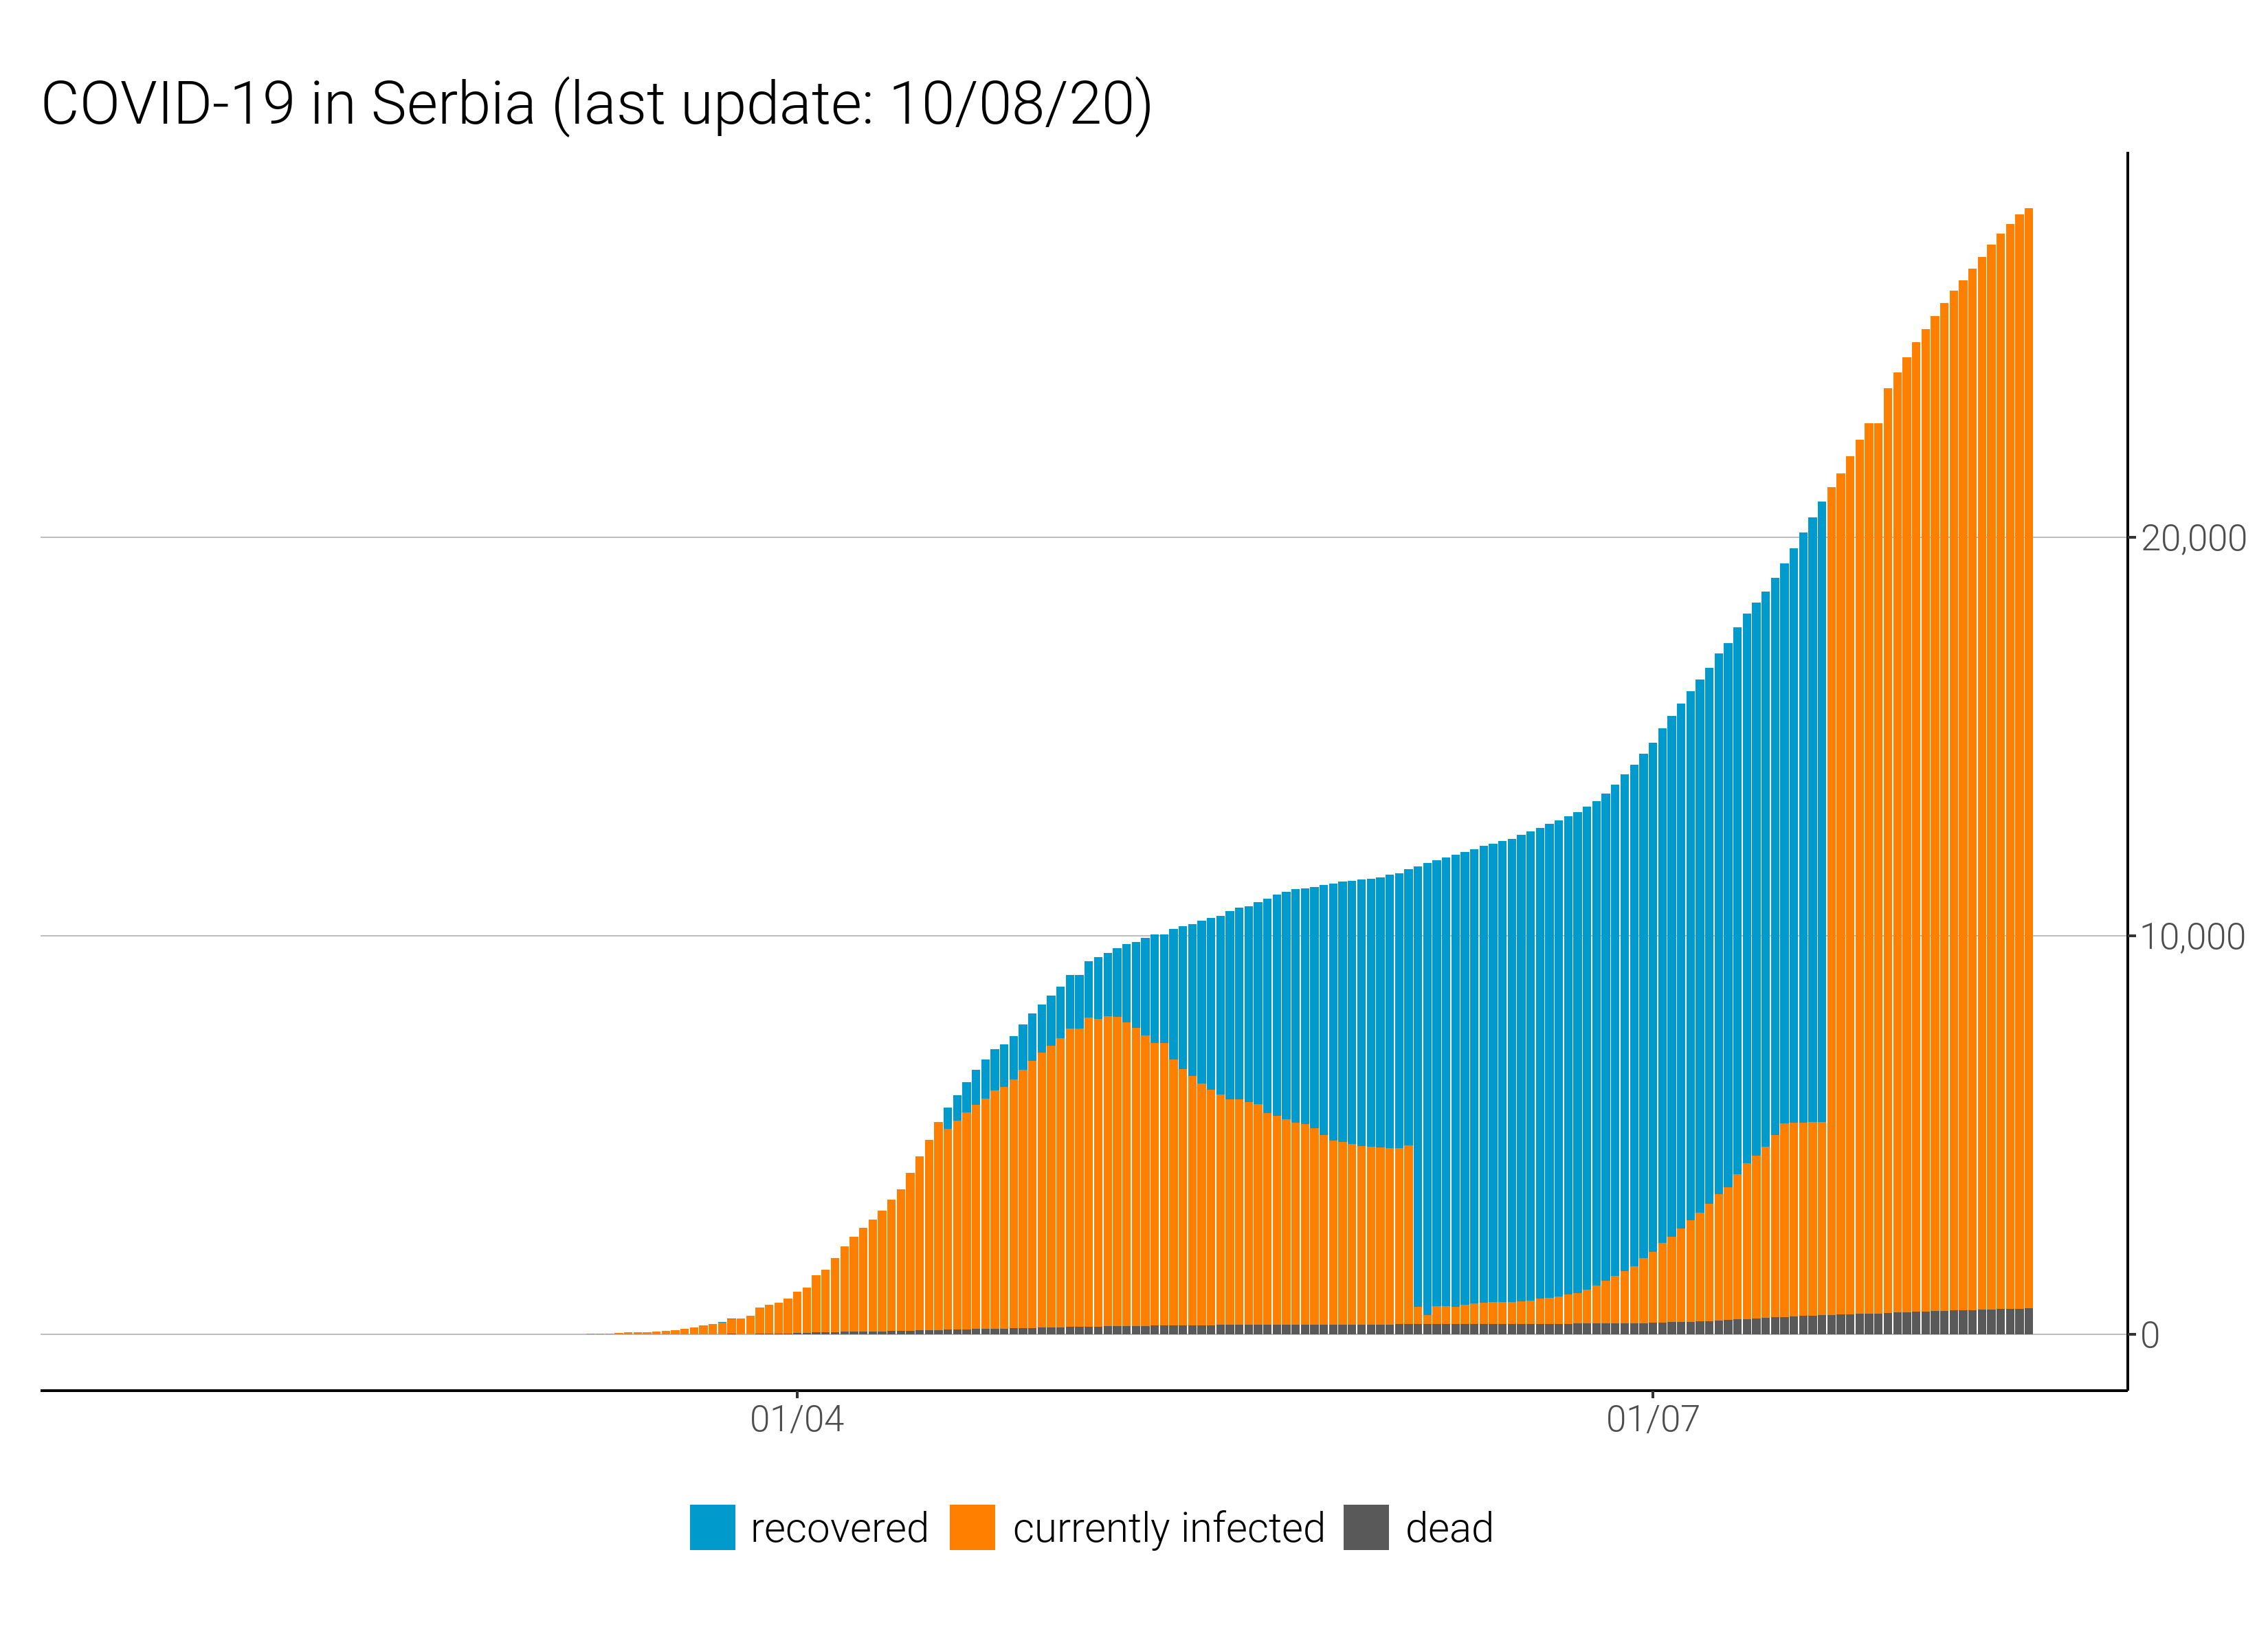 COVID-19 in Serbia (last update: 10/08/20)
20,000
10,000
0
01/04 01/07
recovered currently infected dead